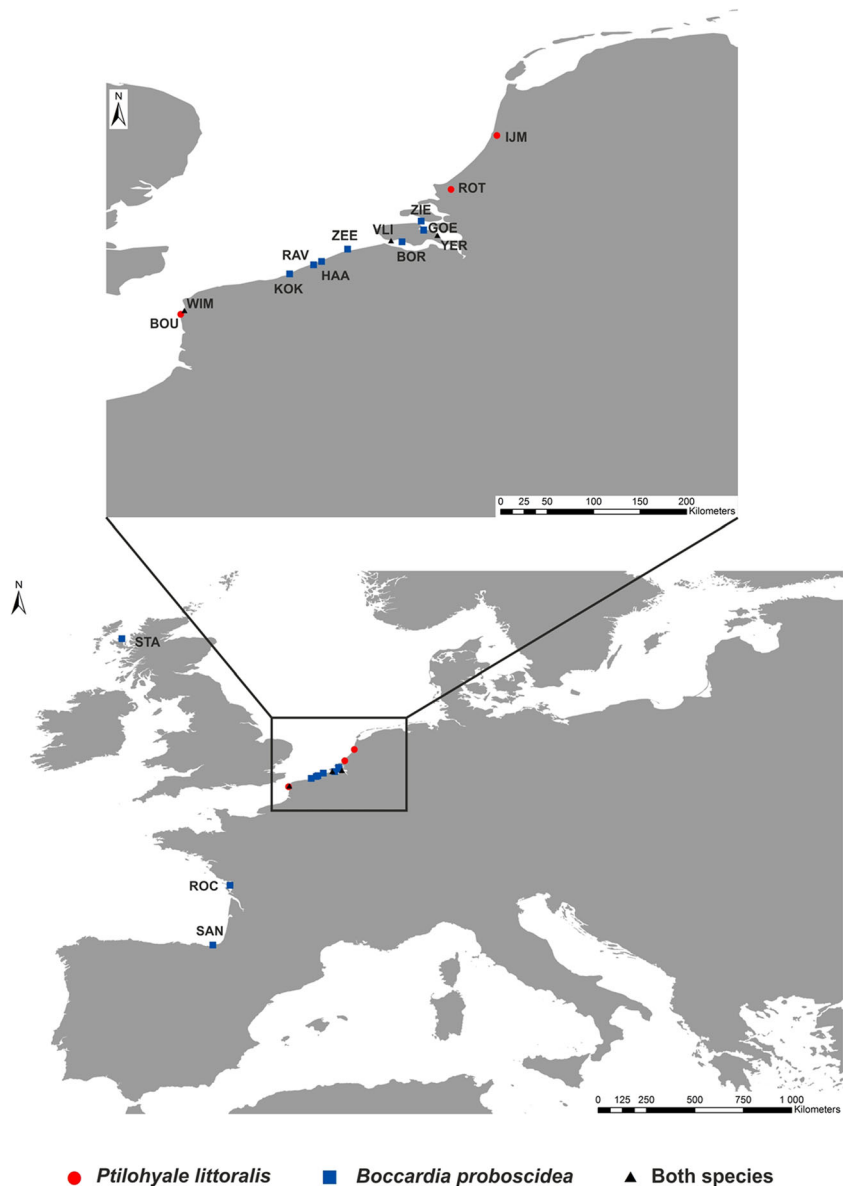 N
IJM
ROT
ZIE
GOE
VLI
YER
ZEE
BOR
RAV
HAA
KOK
WIM
BOU
0 25 50 100 150 200
Kilometers
N
STA
ROC
SAN
0 125 250 500 750 1 000
Kilometers
Ptilohyale littoralis Boccardia proboscidea Both species